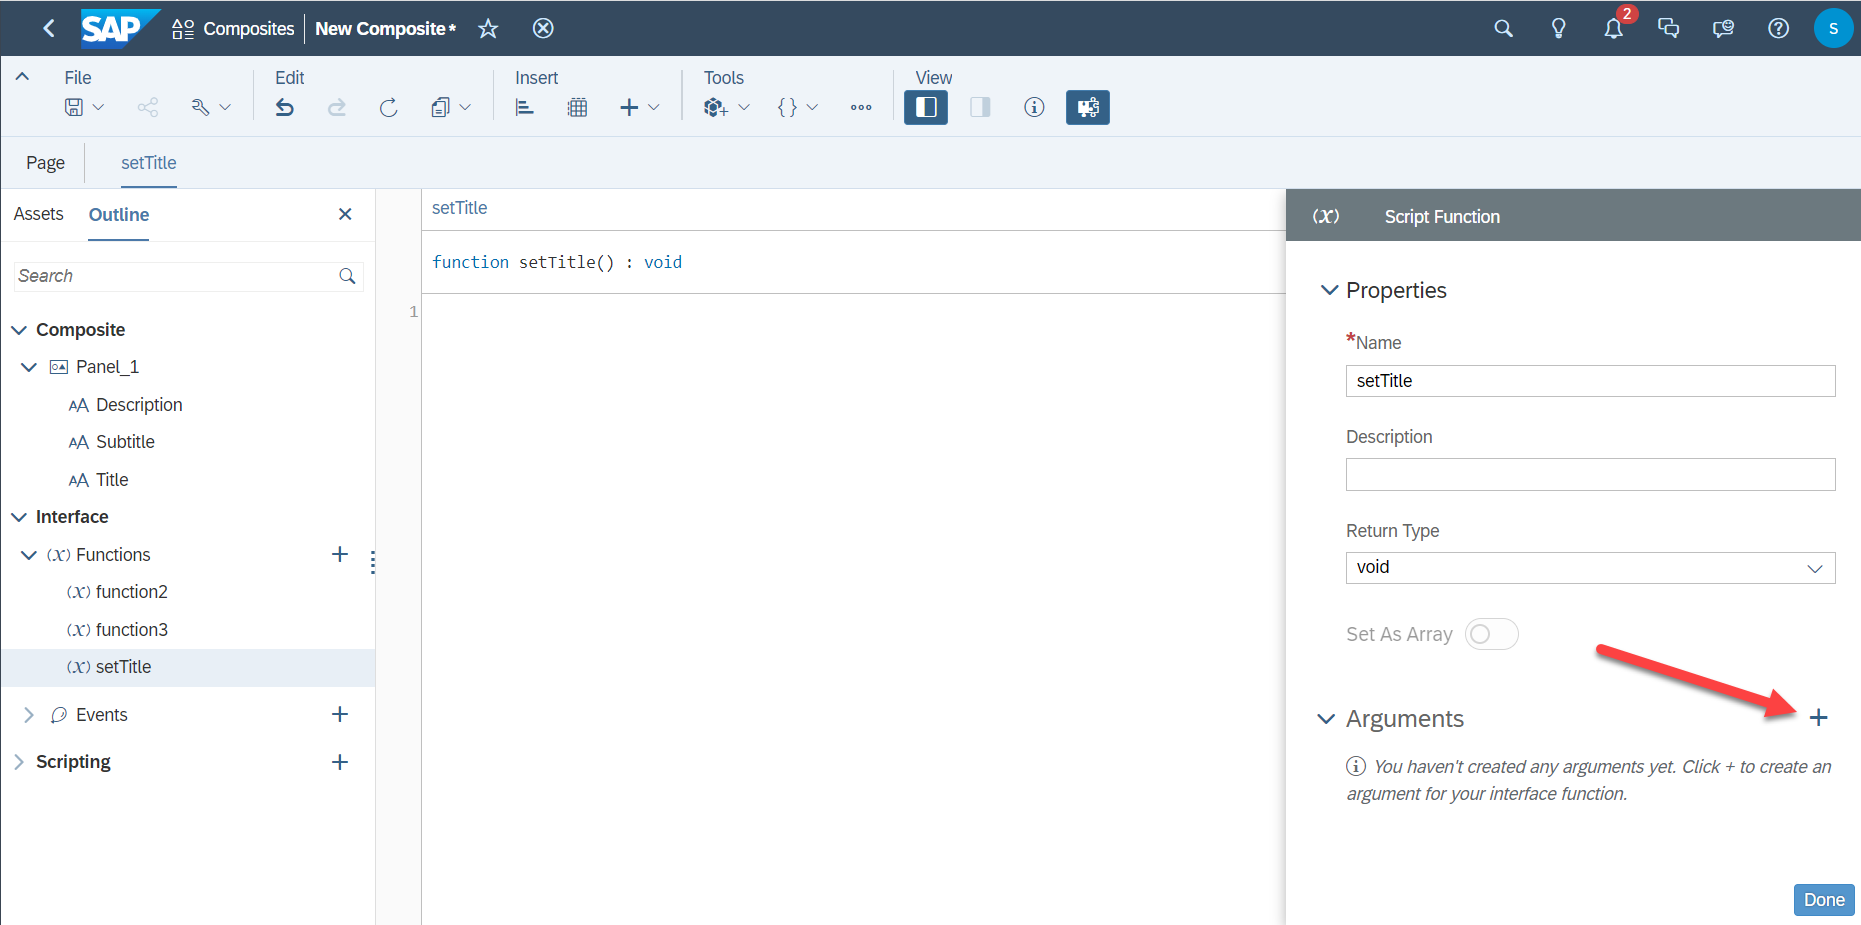 SAP Composites New Composite * 2 S
File Edit Insert Tools View
Page setTitle
Assets Outline
Search
Composite
Panel_1
AA Description
AA Subtitle
AA Title
Interface
(X) Functions
(X) function2
(X) function3
(X) setTitle
Events
Scripting
setTitle
function setTitle() : void
1
(X) Script Function
Properties
*Name
setTitle
Description
Return Type
void
Set As Array
Arguments
You haven't created any arguments yet. Click + to create an
argument for your interface function.
Done